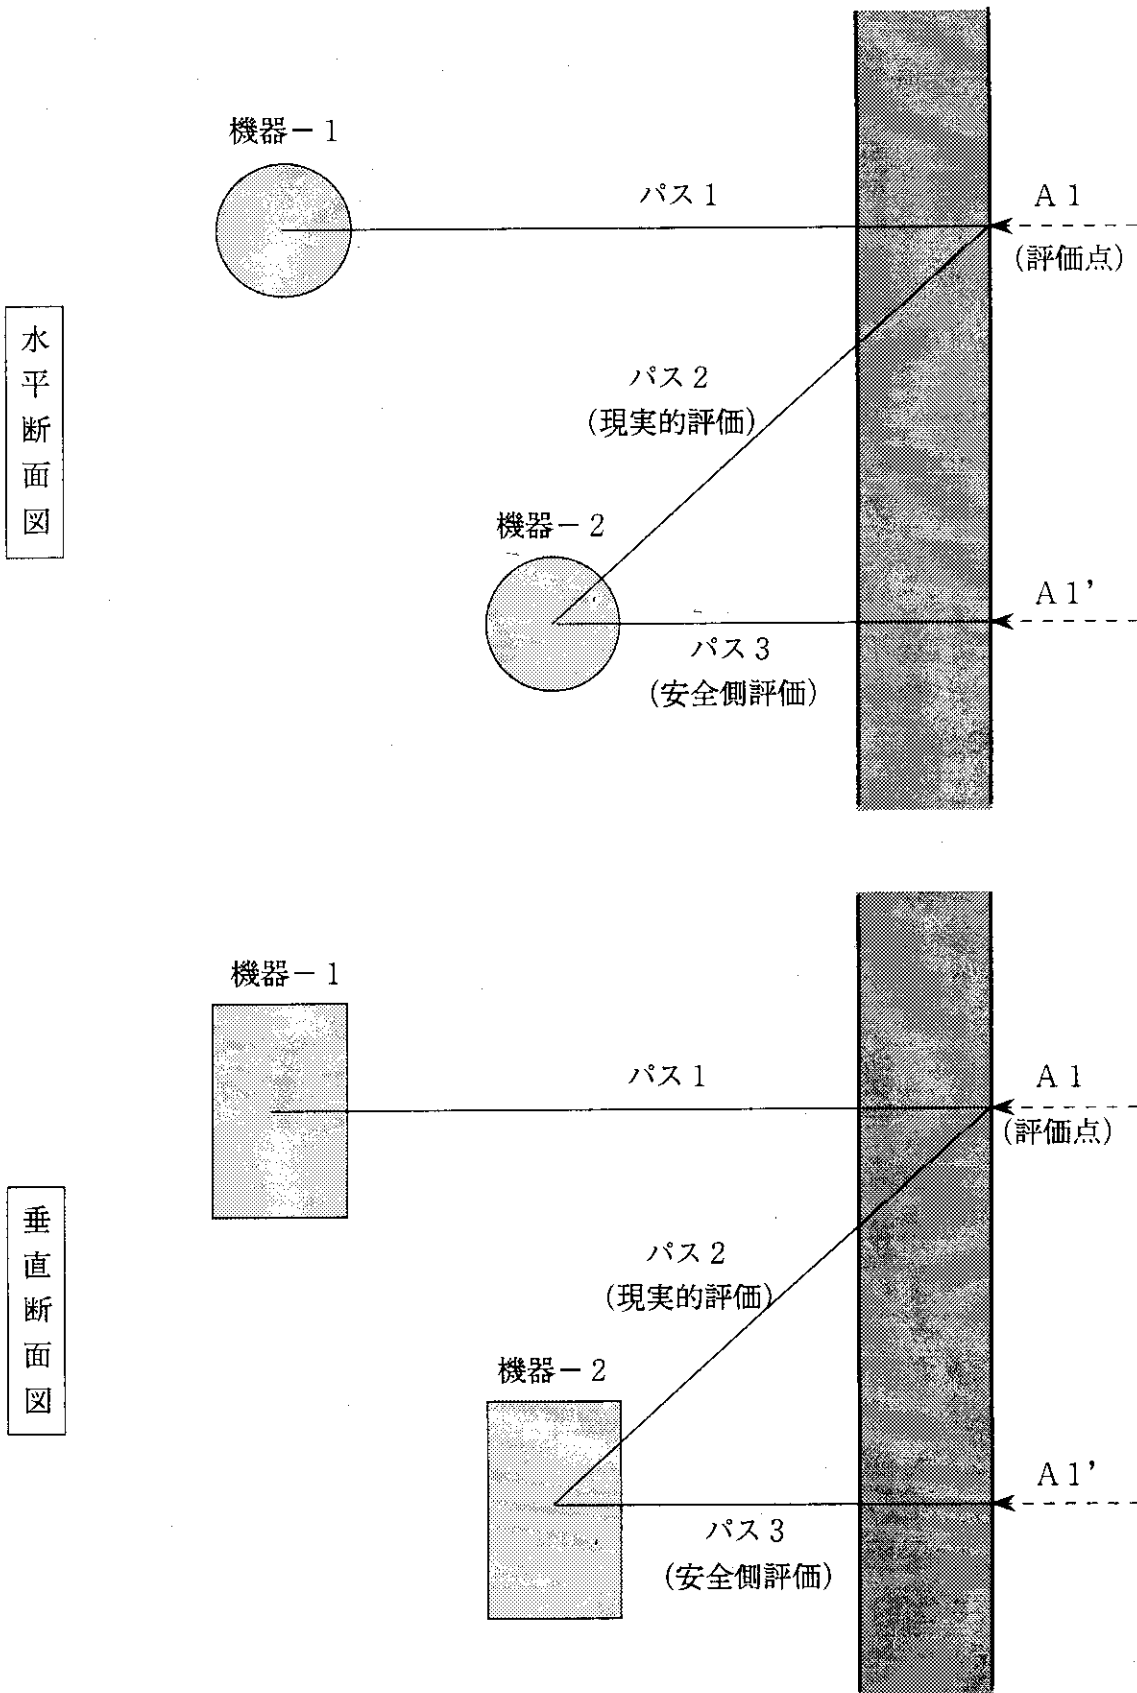 水平断面図
機器－1
パス1
A1
(評価点)
パス2
(現実的評価)
機器－2
A1’
パス3
(安全側評価)
垂直断面図
機器－1
パス1
A1
(評価点)
パス2
(現実的評価)
機器－2
A1’
パス3
(安全側評価)